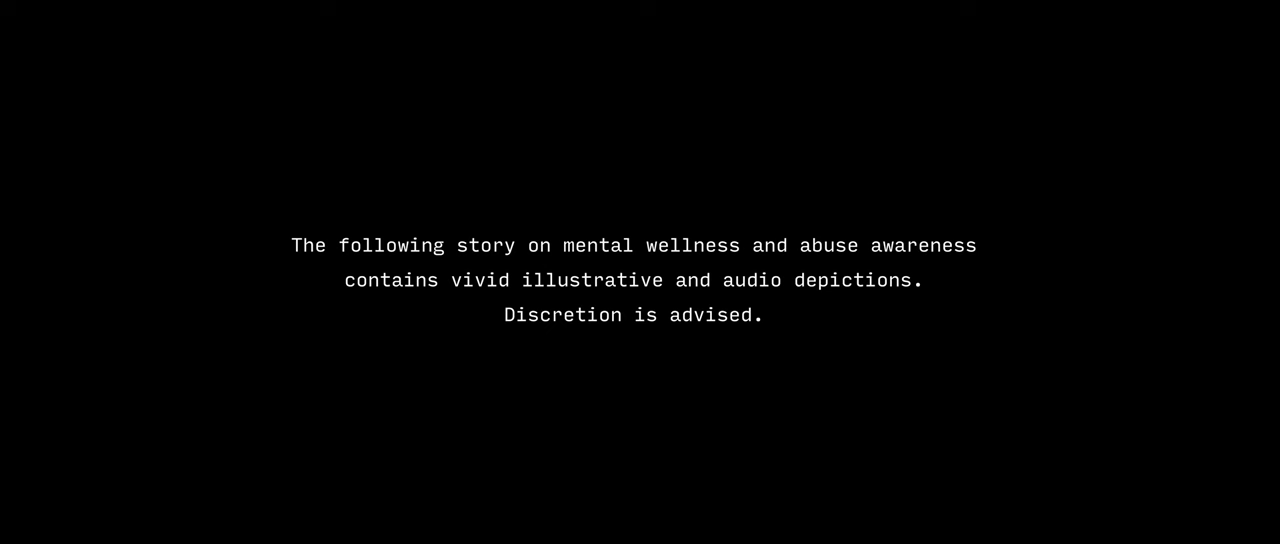 The following story on mental wellness and abuse awareness
contains vivid illustrative and audio depictions.
Discretion is advised.